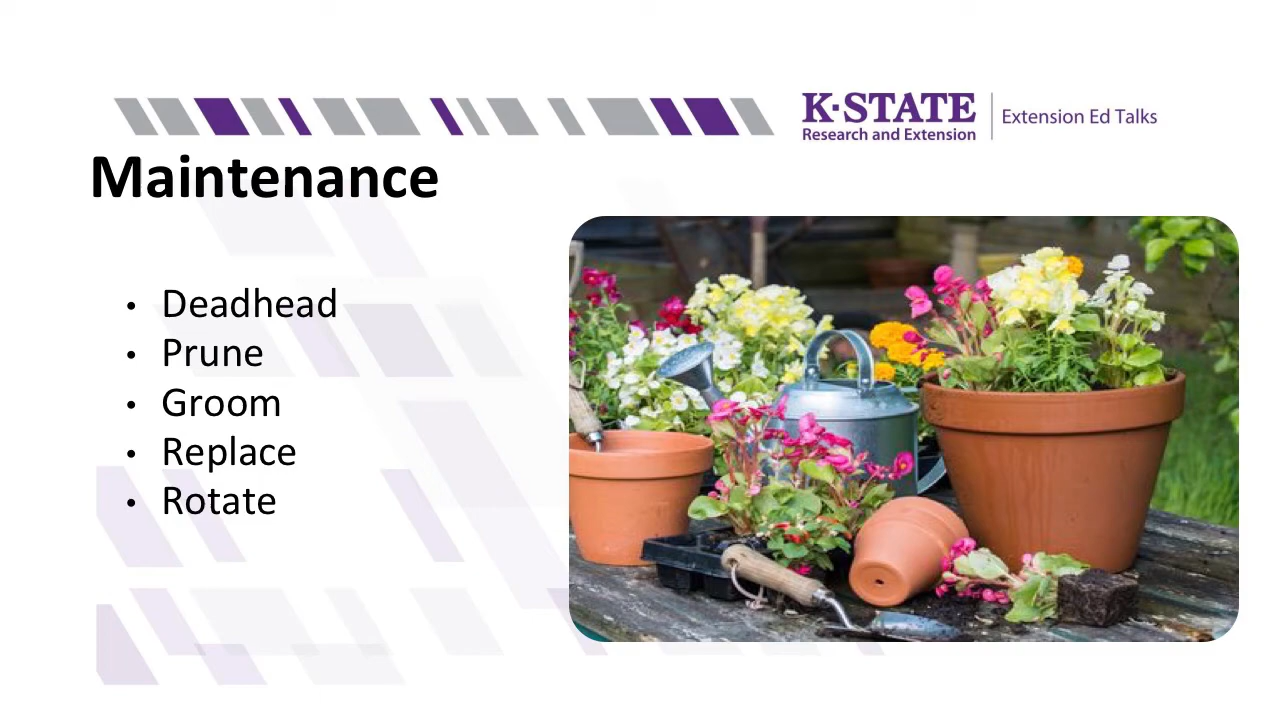 K·STATE
Research and Extension
Extension Ed Talks
Maintenance
• Deadhead
• Prune
• Groom
• Replace
• Rotate